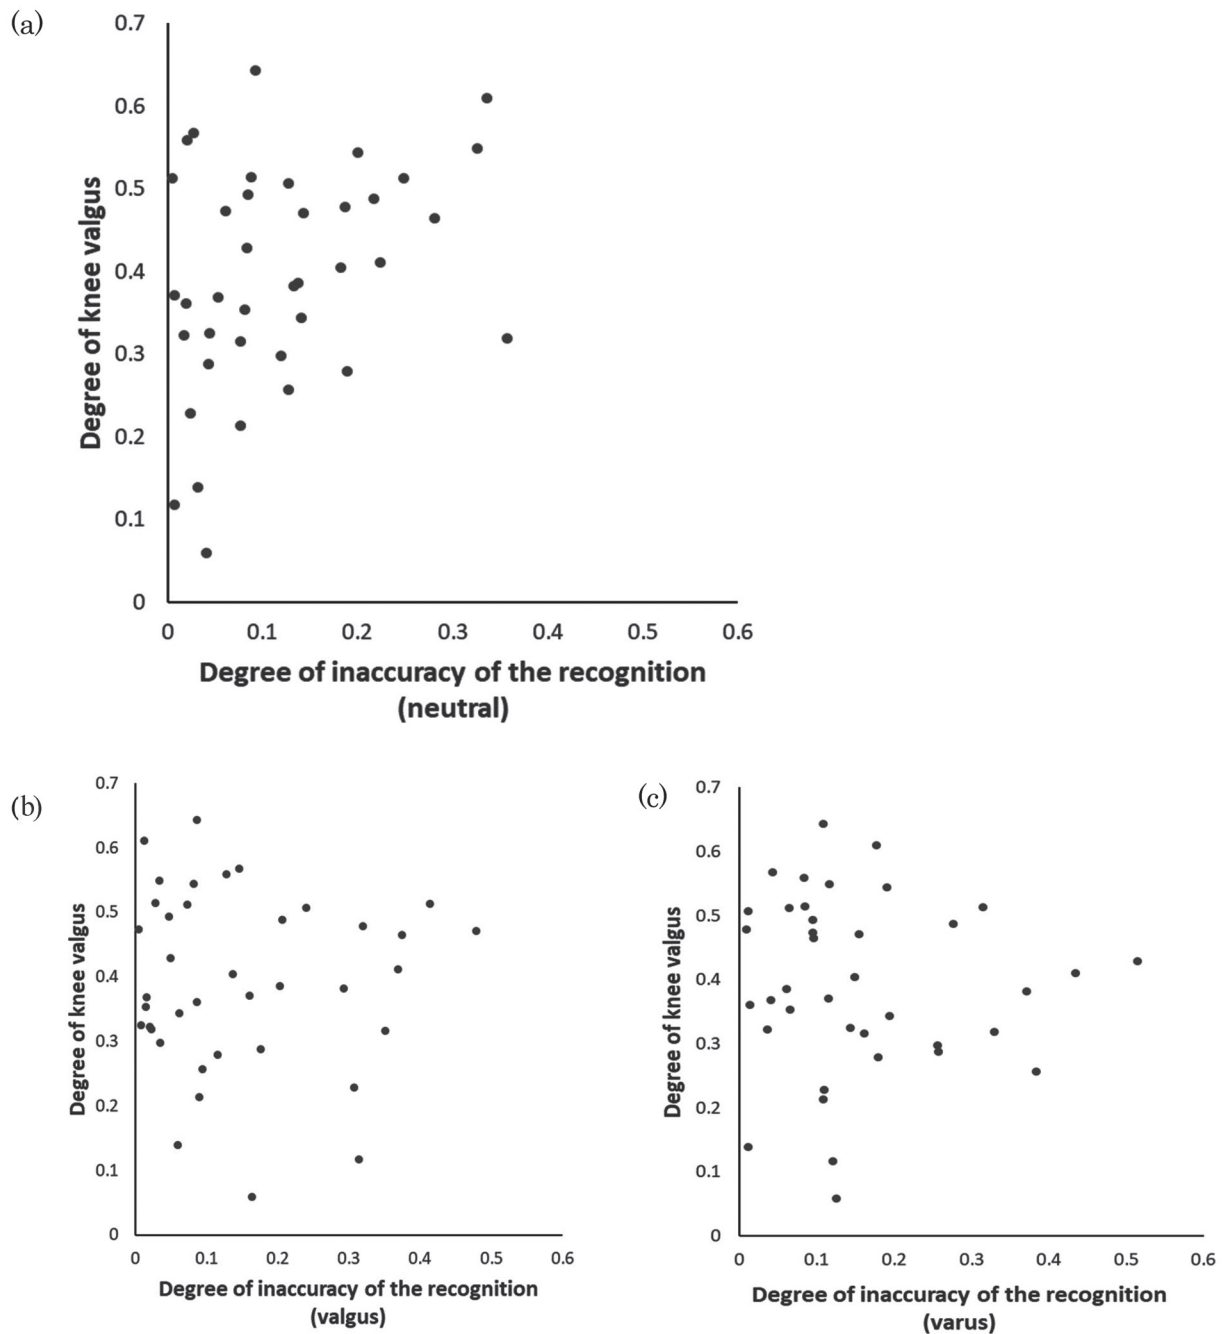 (a)
0.7
0.6
0.5
0.4
0.3
0.2
0.1
0
Degree of knee valgus
0 0.1 0.2 0.3 0.4 0.5 0.6
Degree of inaccuracy of the recognition
(neutral)
(b)
0.7
0.6
0.5
0.4
0.3
0.2
0.1
0
Degree of knee valgus
0 0.1 0.2 0.3 0.4 0.5 0.6
Degree of inaccuracy of the recognition
(valgus)
(c)
0.7
0.6
0.5
0.4
0.3
0.2
0.1
0
Degree of knee valgus
0 0.1 0.2 0.3 0.4 0.5 0.6
Degree of inaccuracy of the recognition
(varus)